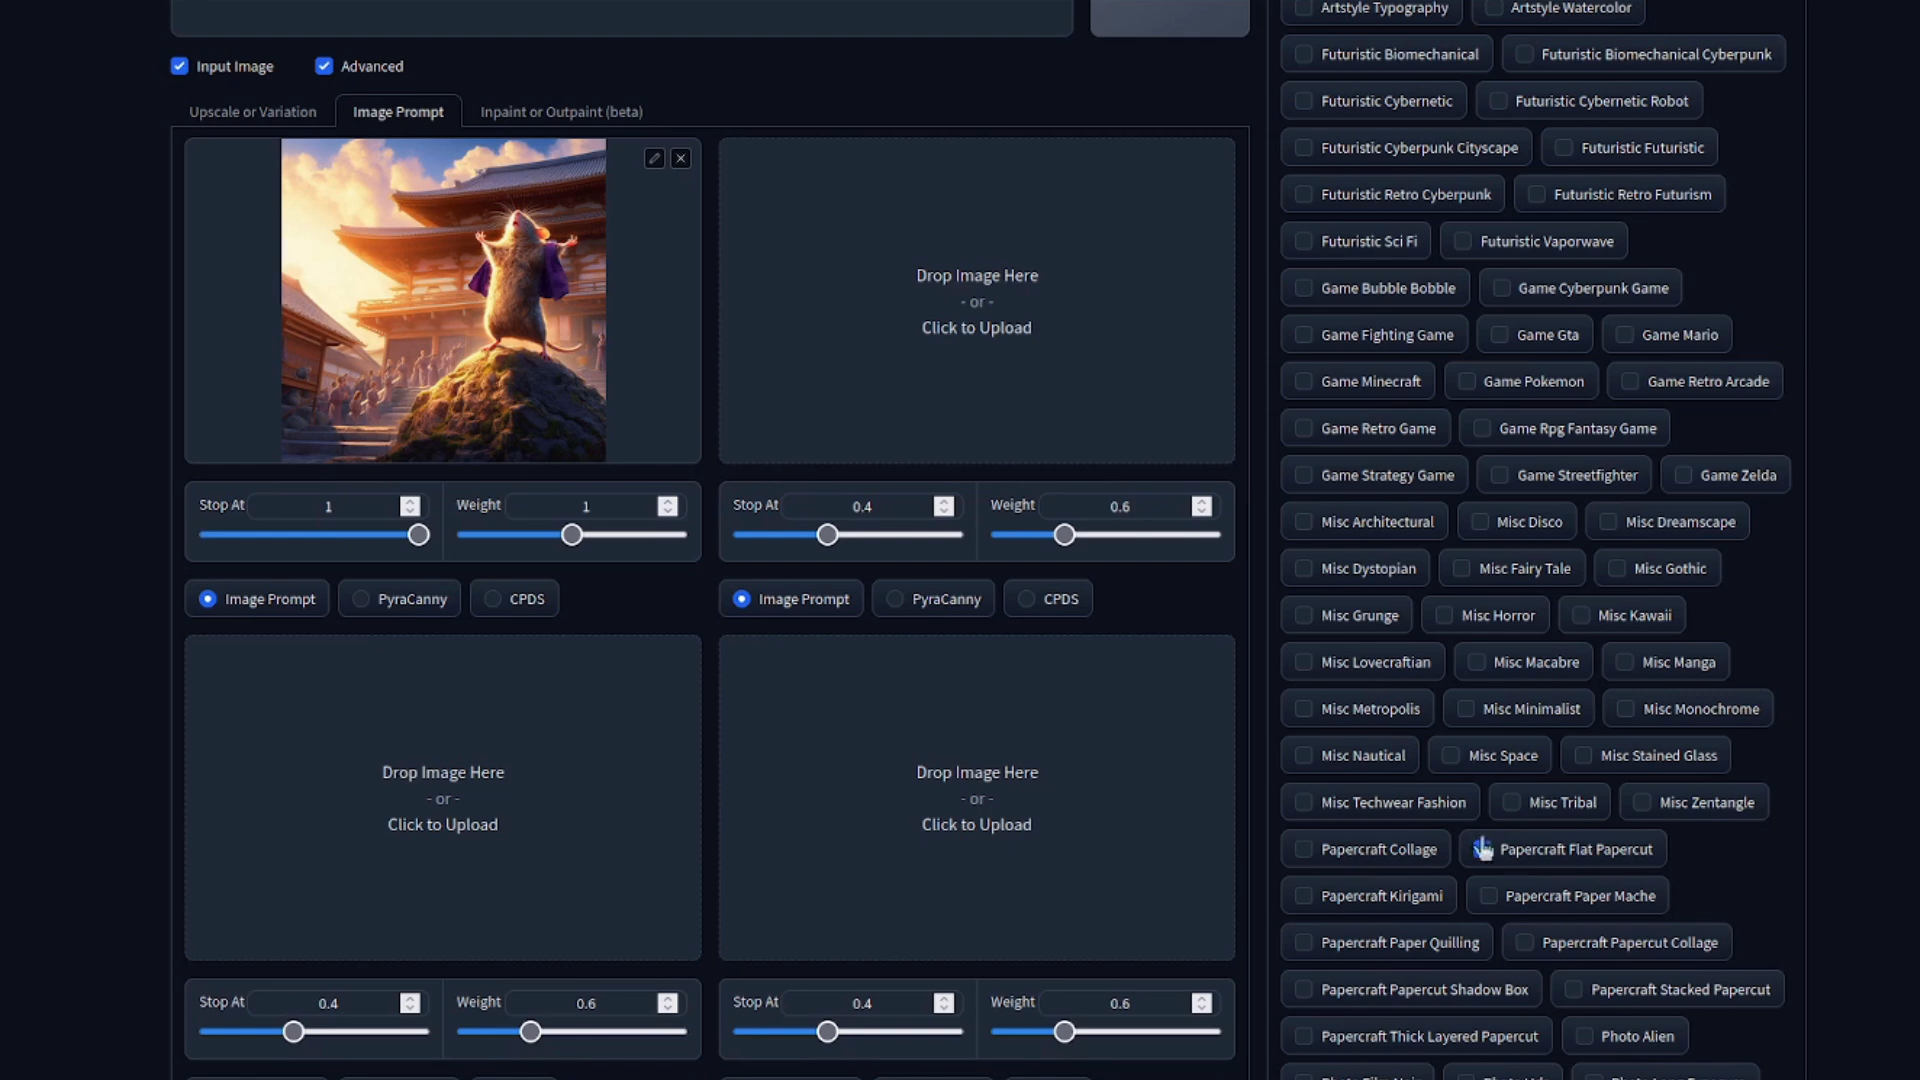 Input Image Advanced
Upscale or Variation Image Prompt Inpaint or Outpaint (beta)
Drop Image Here
- or -
Click to Upload
Stop At 1 Weight 1
Stop At 0.4 Weight 0.6
Image Prompt PyraCanny CPDS
Image Prompt PyraCanny CPDS
Drop Image Here
- or -
Click to Upload
Drop Image Here
- or -
Click to Upload
Stop At 0.4 Weight 0.6
Stop At 0.4 Weight 0.6
Artstyle Typography Artstyle Watercolor
Futuristic Biomechanical Futuristic Biomechanical Cyberpunk
Futuristic Cybernetic Futuristic Cybernetic Robot
Futuristic Cyberpunk Cityscape Futuristic Futuristic
Futuristic Retro Cyberpunk Futuristic Retro Futurism
Futuristic Sci Fi Futuristic Vaporwave
Game Bubble Bobble Game Cyberpunk Game
Game Fighting Game Game Gta Game Mario
Game Minecraft Game Pokemon Game Retro Arcade
Game Retro Game Game Rpg Fantasy Game
Game Strategy Game Game Streetfighter Game Zelda
Misc Architectural Misc Disco Misc Dreamscape
Misc Dystopian Misc Fairy Tale Misc Gothic
Misc Grunge Misc Horror Misc Kawaii
Misc Lovecraftian Misc Macabre Misc Manga
Misc Metropolis Misc Minimalist Misc Monochrome
Misc Nautical Misc Space Misc Stained Glass
Misc Techwear Fashion Misc Tribal Misc Zentangle
Papercraft Collage Papercraft Flat Papercut
Papercraft Kirigami Papercraft Paper Mache
Papercraft Paper Quilling Papercraft Papercut Collage
Papercraft Papercut Shadow Box Papercraft Stacked Papercut
Papercraft Thick Layered Papercut Photo Alien